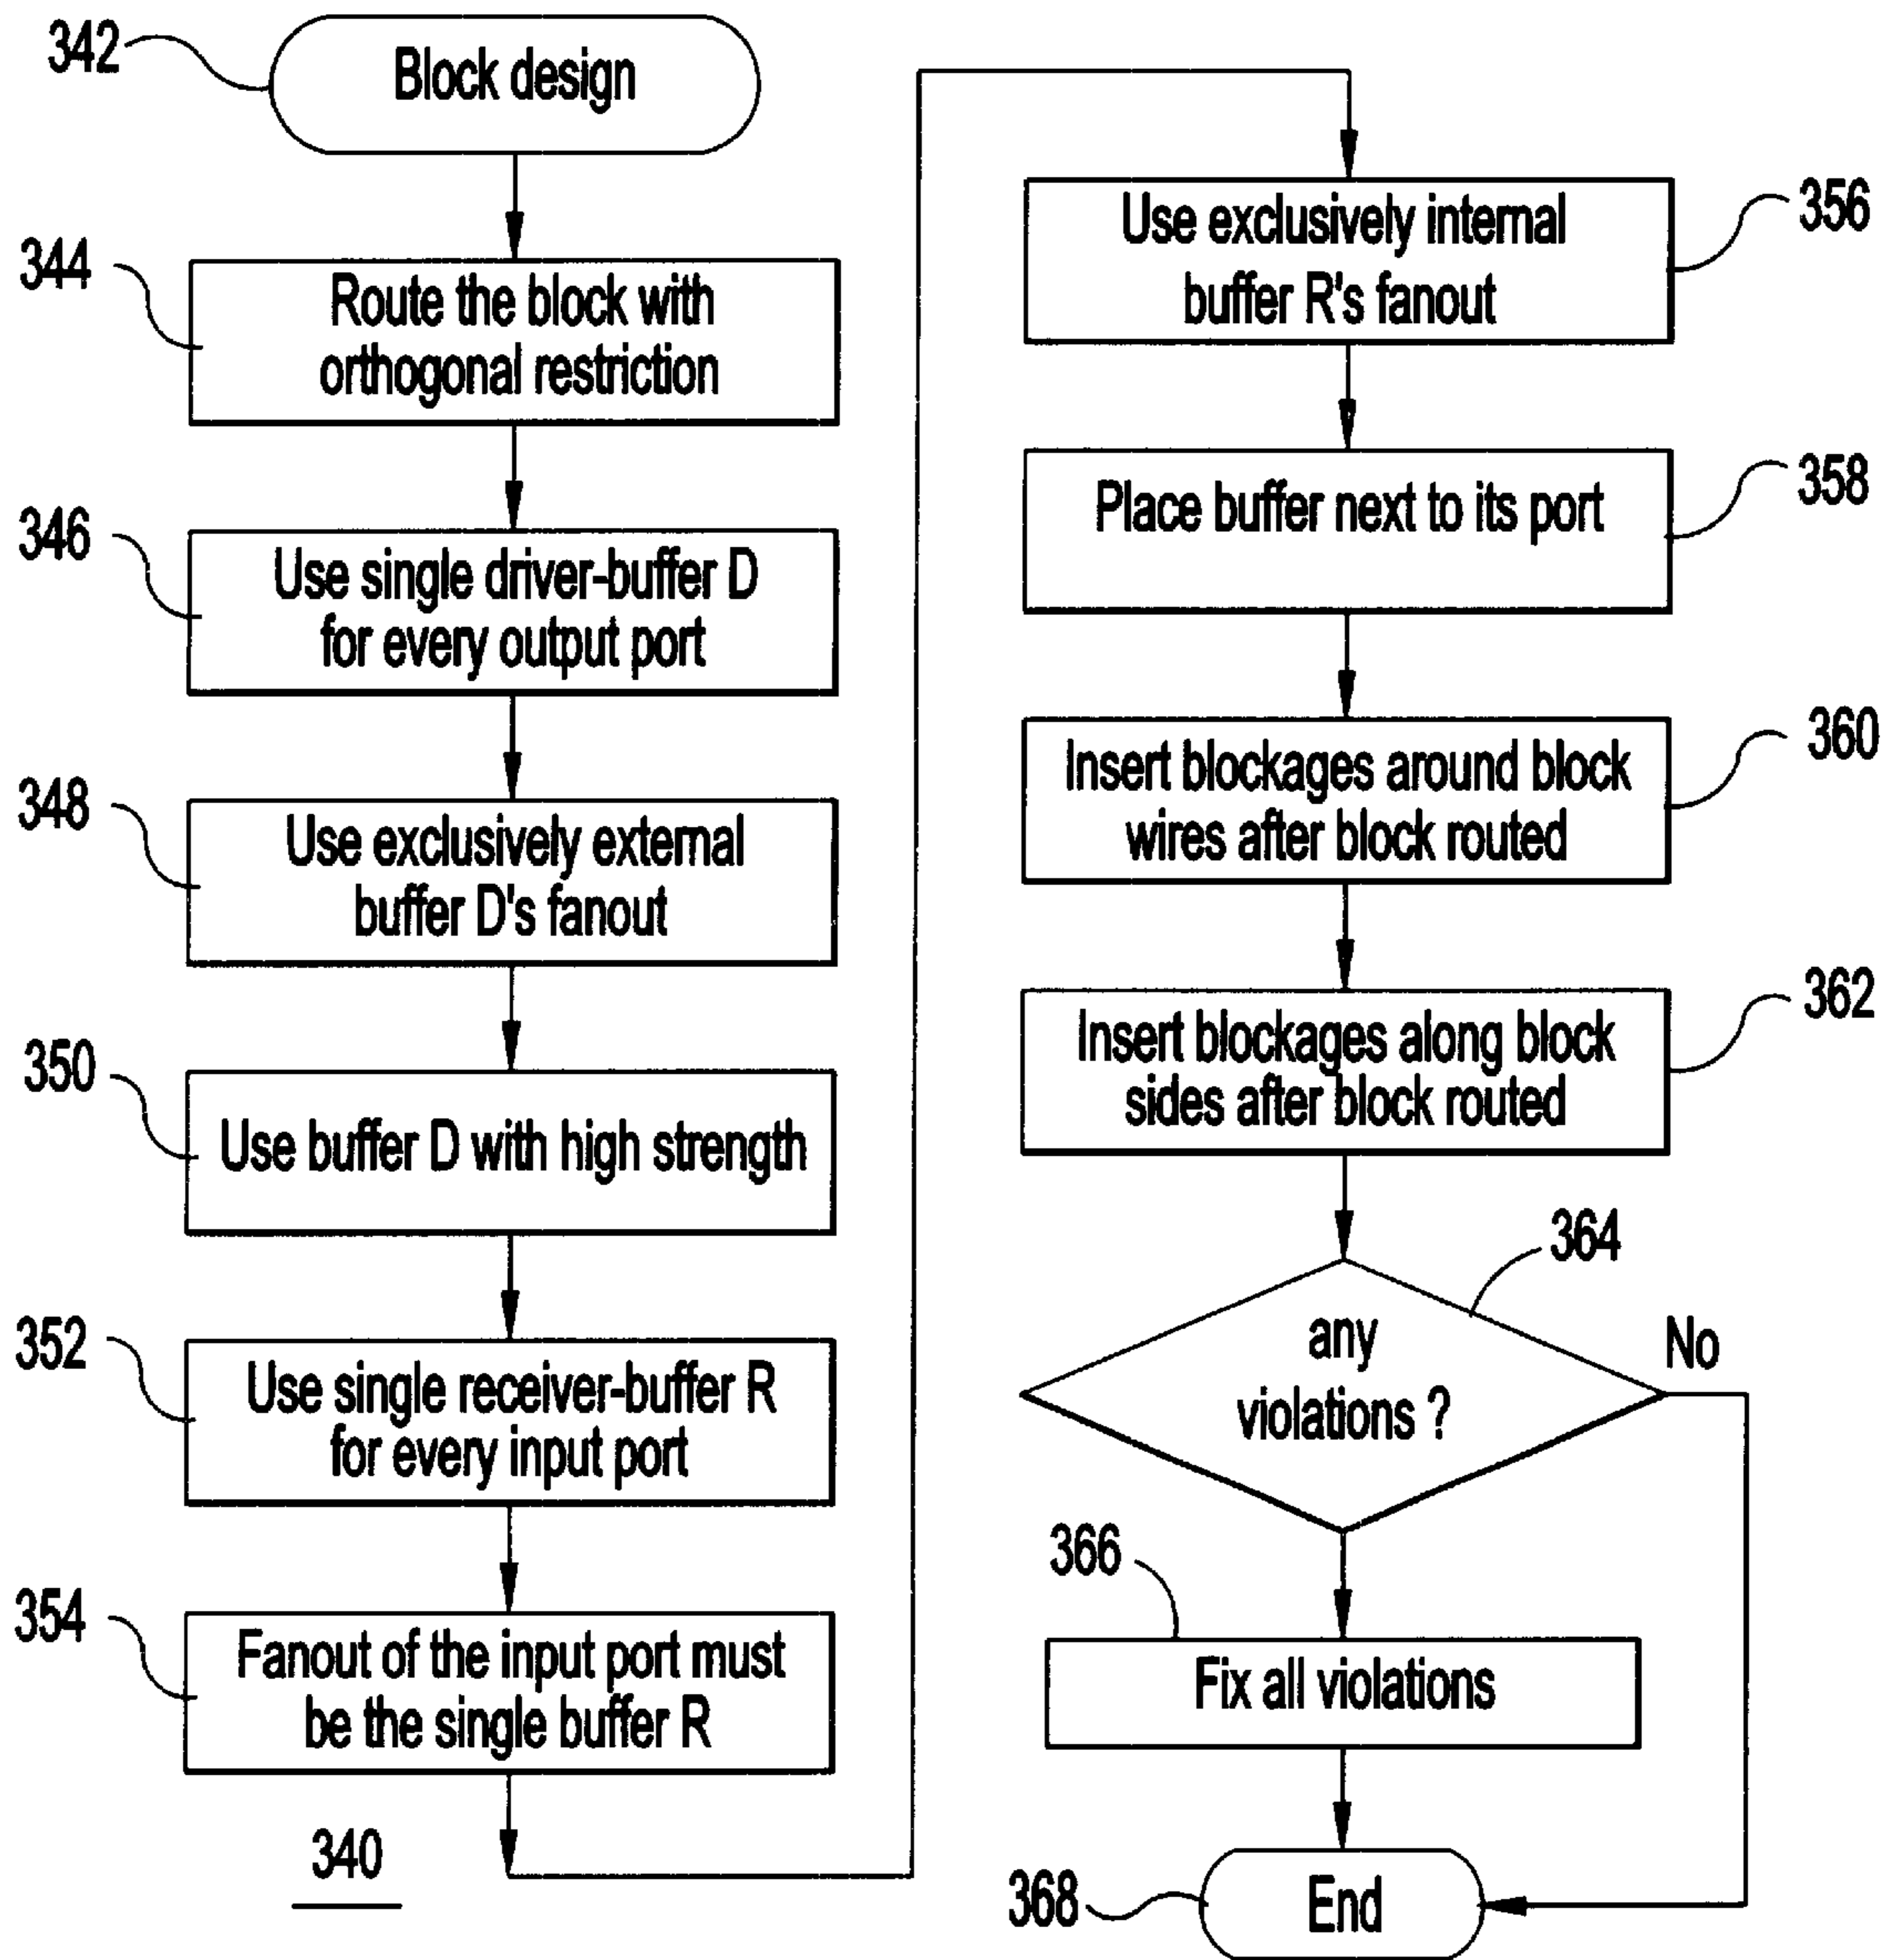 342
Block design
344
Route the block with
orthogonal restriction
346
Use single driver-buffer D
for every output port
348
Use exclusively external
buffer D's fanout
350
Use buffer D with high strength
352
Use single receiver-buffer R
for every input port
354
Fanout of the input port must
be the single buffer R
340
356
Use exclusively internal
buffer R's fanout
358
Place buffer next to its port
360
Insert blockages around block
wires after block routed
362
Insert blockages along block
sides after block routed
364
any
violations ?
No
366
Fix all violations
368
End